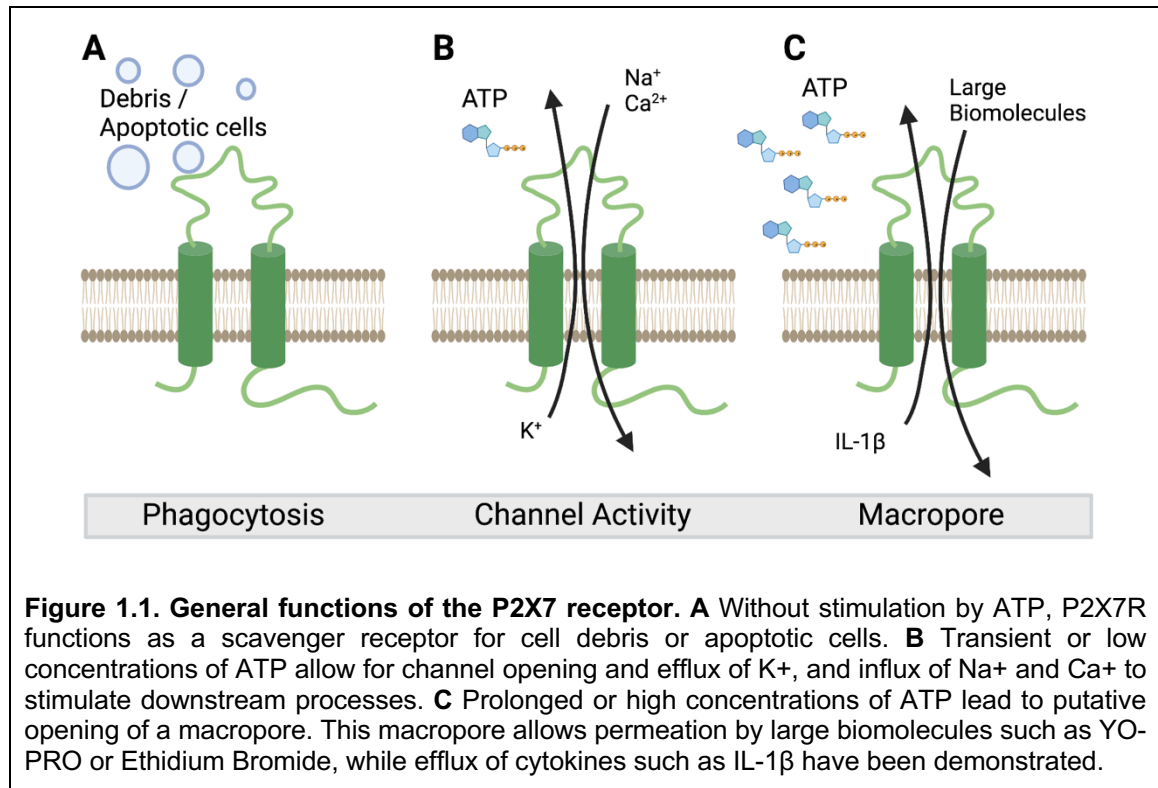 A
B
C
Debris /
Apoptotic cells
ATP
Na⁺
Ca²⁺
ATP
Large
Biomolecules
K⁺
IL-1β
Phagocytosis
Channel Activity
Macropore
Figure 1.1. General functions of the P2X7 receptor. A Without stimulation by ATP, P2X7R
functions as a scavenger receptor for cell debris or apoptotic cells. B Transient or low
concentrations of ATP allow for channel opening and efflux of K+, and influx of Na+ and Ca+ to
stimulate downstream processes. C Prolonged or high concentrations of ATP lead to putative
opening of a macropore. This macropore allows permeation by large biomolecules such as YO-
PRO or Ethidium Bromide, while efflux of cytokines such as IL-1β have been demonstrated.